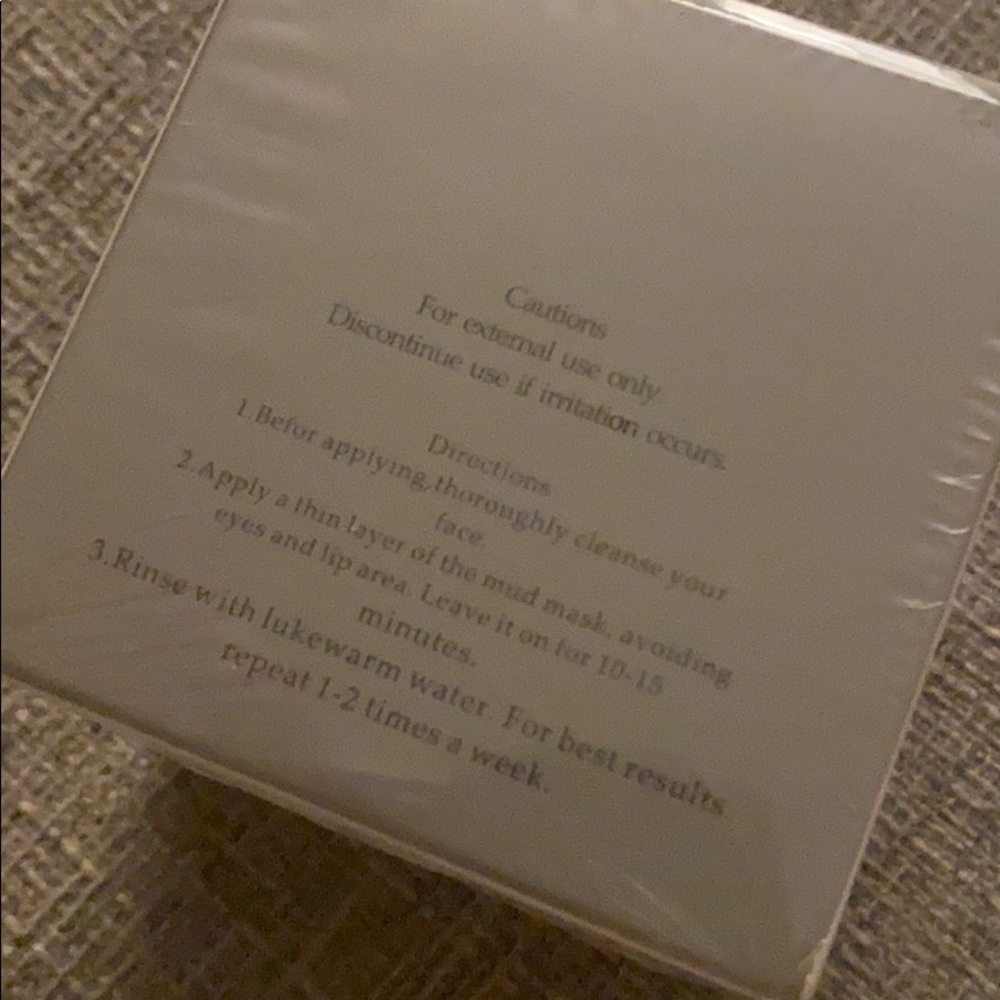 Cautions
For external use only
Discontinue use if irritation occurs.
Directions
1.Befor applying,thoroughly cleanse your
face.
2.Apply a thin layer of the mud mask, avoiding
eyes and lip area. Leave it on for 10-15
minutes.
3.Rinse with lukewarm water. For best results
repeat 1-2 times a week.